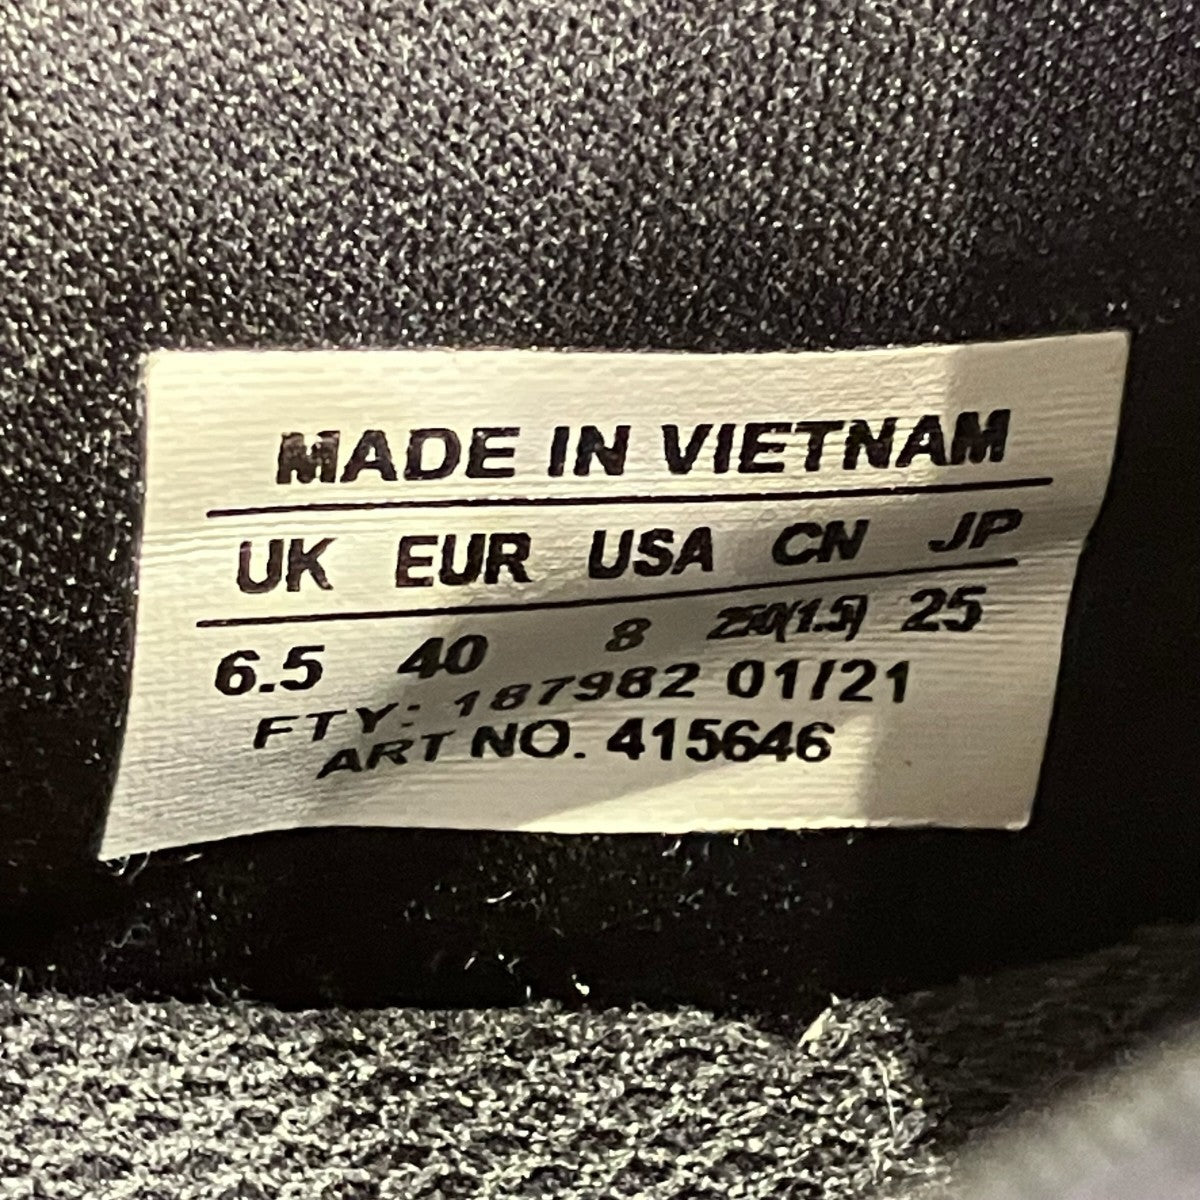 MADE IN VIETNAM
UK EUR USA CN JP
6.5 40 8 250(1.5) 25
FTY: 187982 01/21
ART NO. 415646